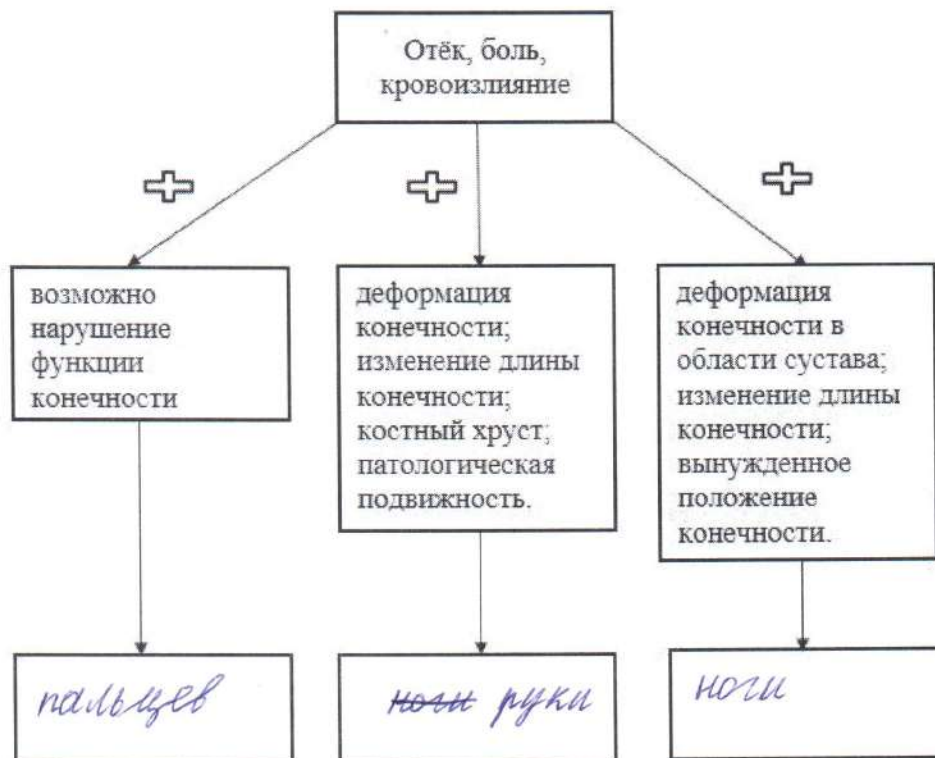 Отёк, боль,
кровоизлияние
возможно
нарушение
функции
конечности
деформация
конечности;
изменение длины
конечности;
костный хруст;
патологическая
подвижность.
деформация
конечности в
области сустава;
изменение длины
конечности;
вынужденное
положение
конечности.
пальцев
ноги руки
ноги